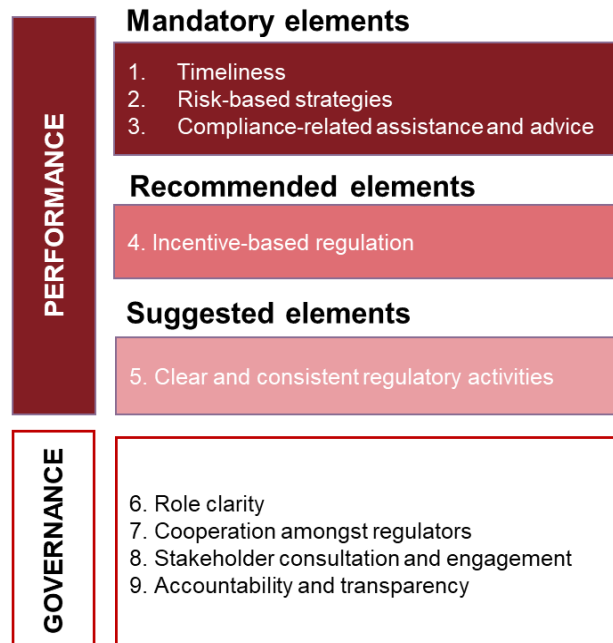 PERFORMANCE
Mandatory elements
1. Timeliness
2. Risk-based strategies
3. Compliance-related assistance and advice
Recommended elements
4. Incentive-based regulation
Suggested elements
5. Clear and consistent regulatory activities
GOVERNANCE
6. Role clarity
7. Cooperation amongst regulators
8. Stakeholder consultation and engagement
9. Accountability and transparency